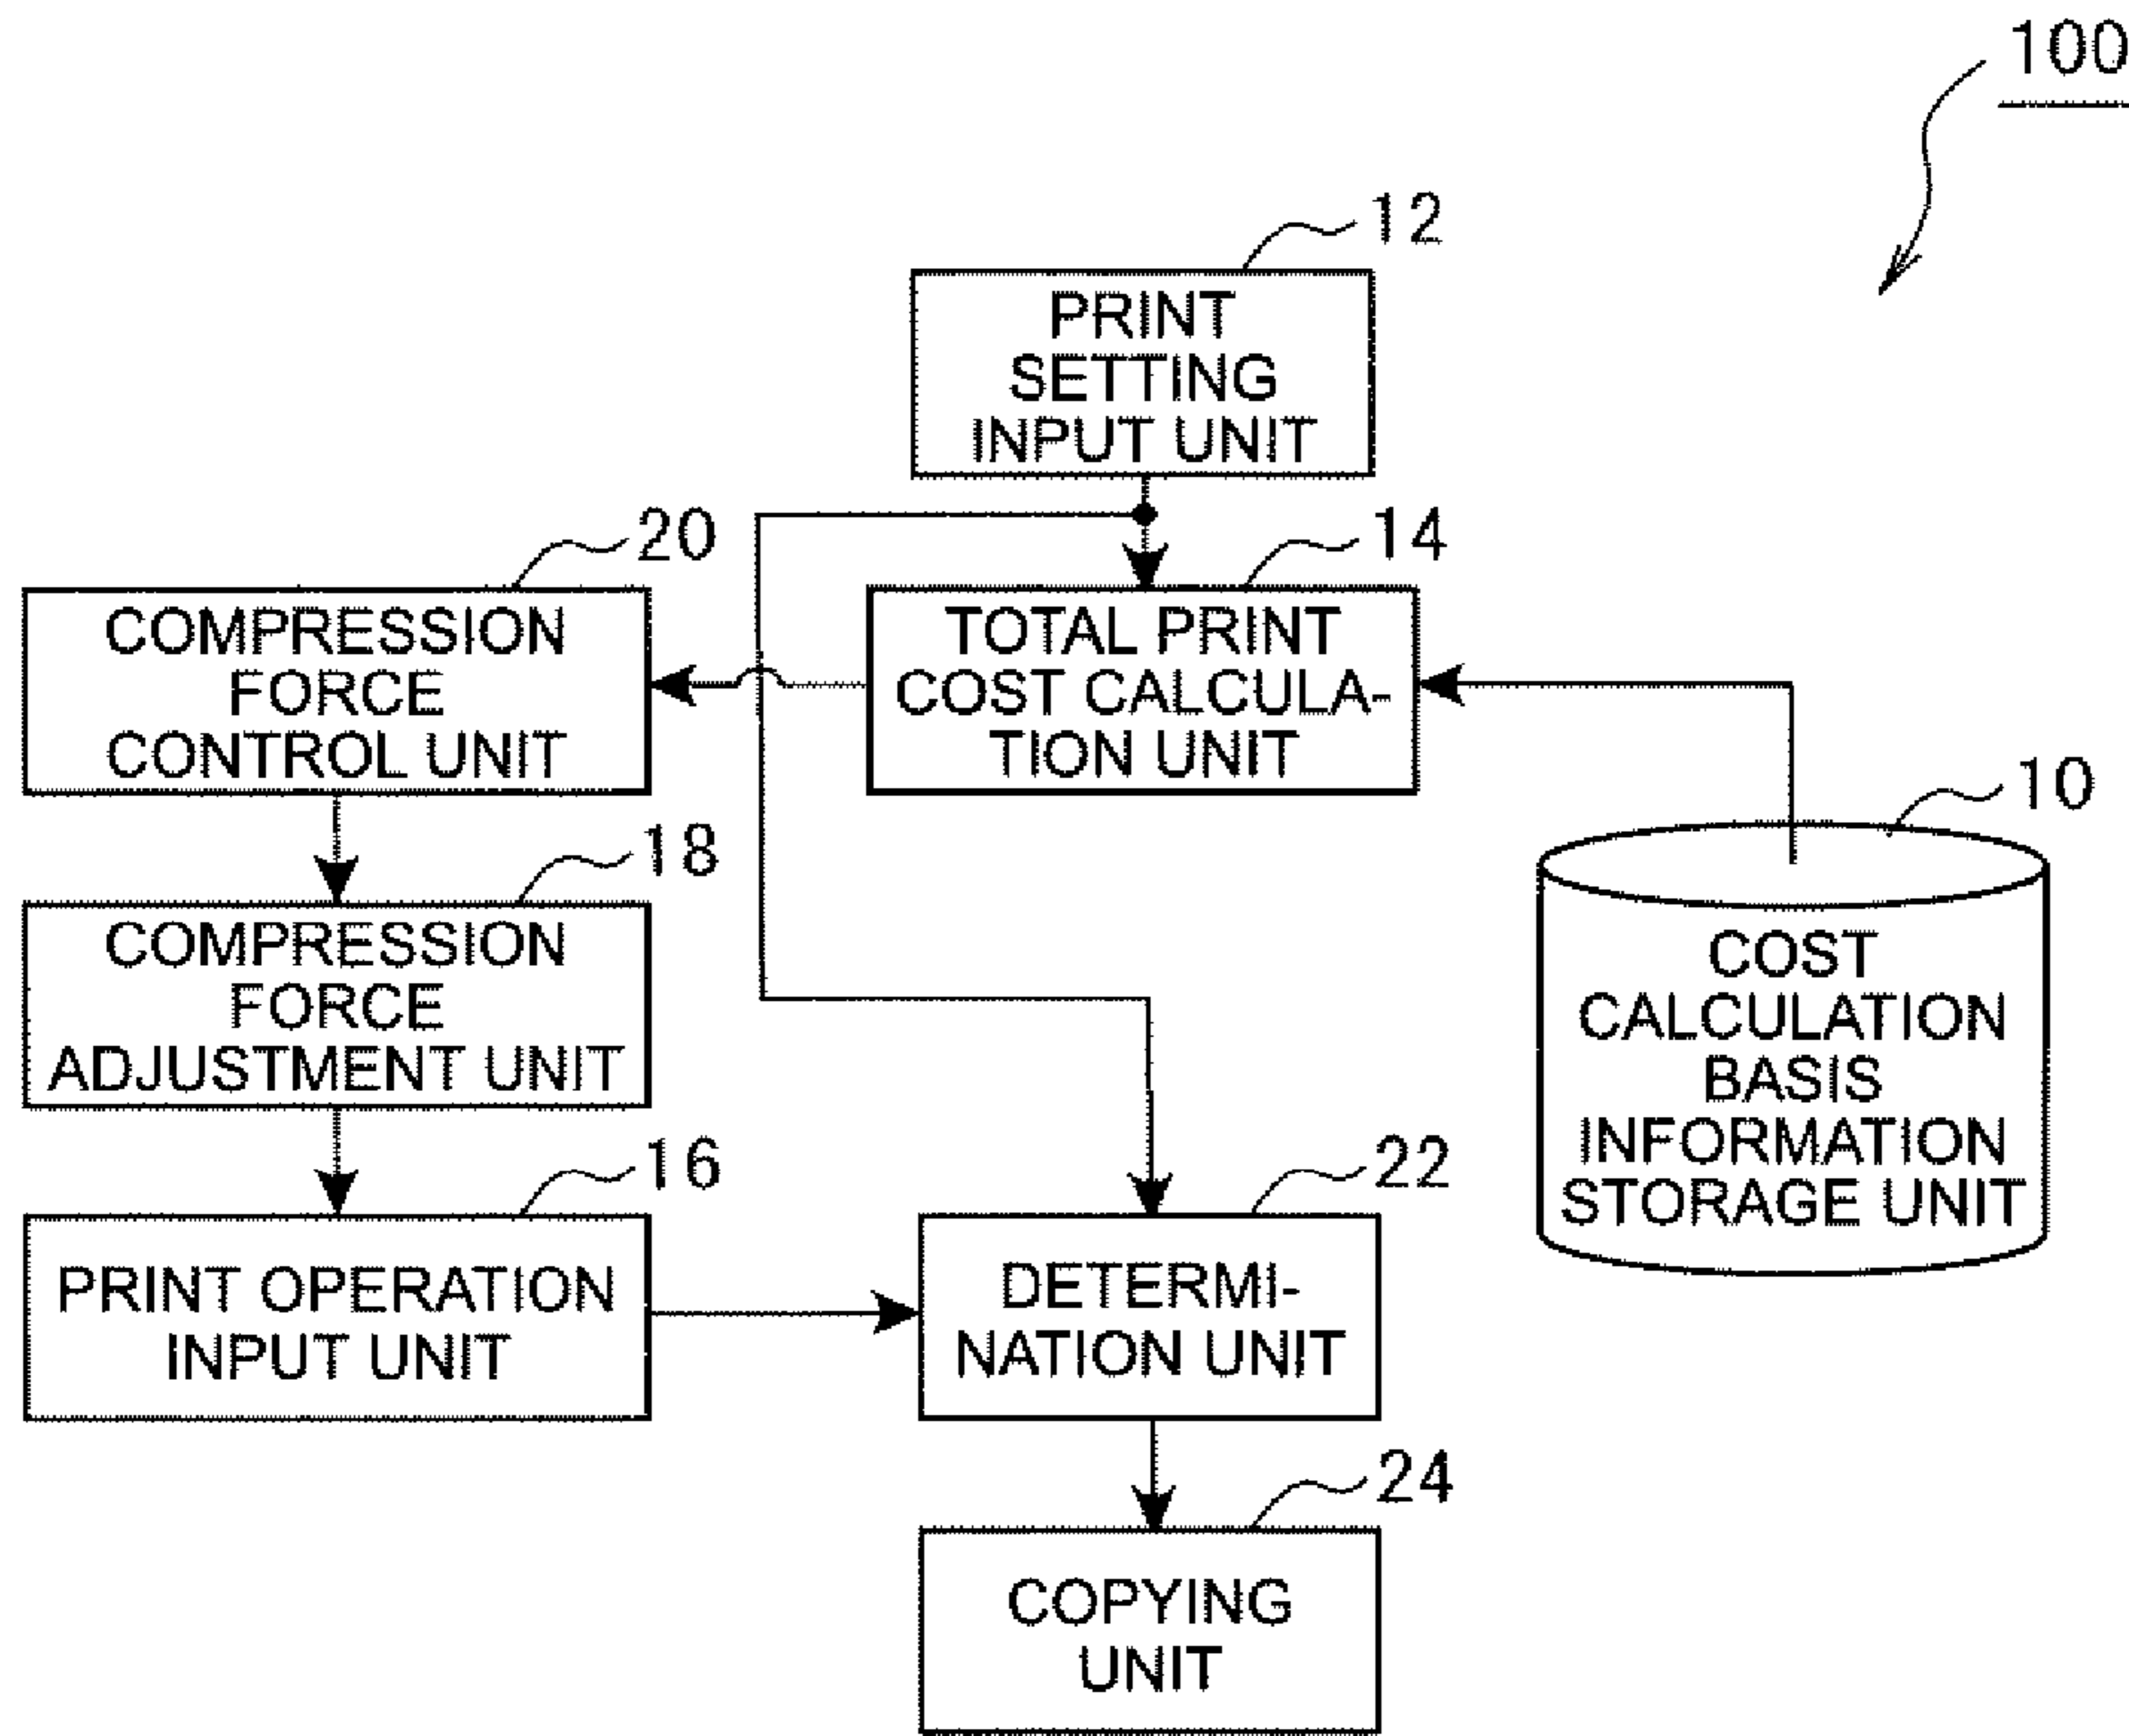 100
12
PRINT
SETTING
INPUT UNIT
20
COMPRESSION
FORCE
CONTROL UNIT
14
TOTAL PRINT
COST CALCULA-
TION UNIT
10
COST
CALCULATION
BASIS
INFORMATION
STORAGE UNIT
18
COMPRESSION
FORCE
ADJUSTMENT UNIT
16
PRINT OPERATION
INPUT UNIT
22
DETERMI-
NATION UNIT
24
COPYING
UNIT